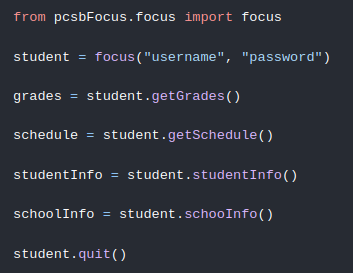 from pcsbFocus.focus import focus
student = focus("username", "password")
grades = student.getGrades()
schedule = student.getSchedule()
studentInfo = student.studentInfo()
schoolInfo = student.schooInfo()
student.quit()